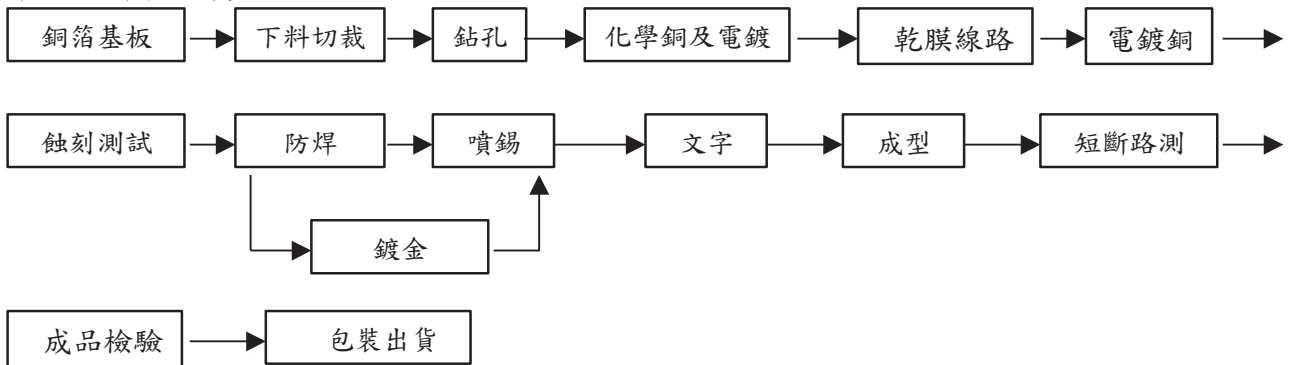 銅箔基板 下料切裁 鈷孔 化學銅及電鍍 乾膜線路 電鍍銅
蝕刻測試 防焊 噴錫 文字 成型 短斷路測
鍍金
成品檢驗 包裝出貨